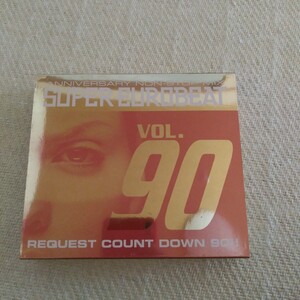 ANNIVERSARY
SUPER EUROBEAT
VOL.
90
REQUEST COUNT DOWN 90!!